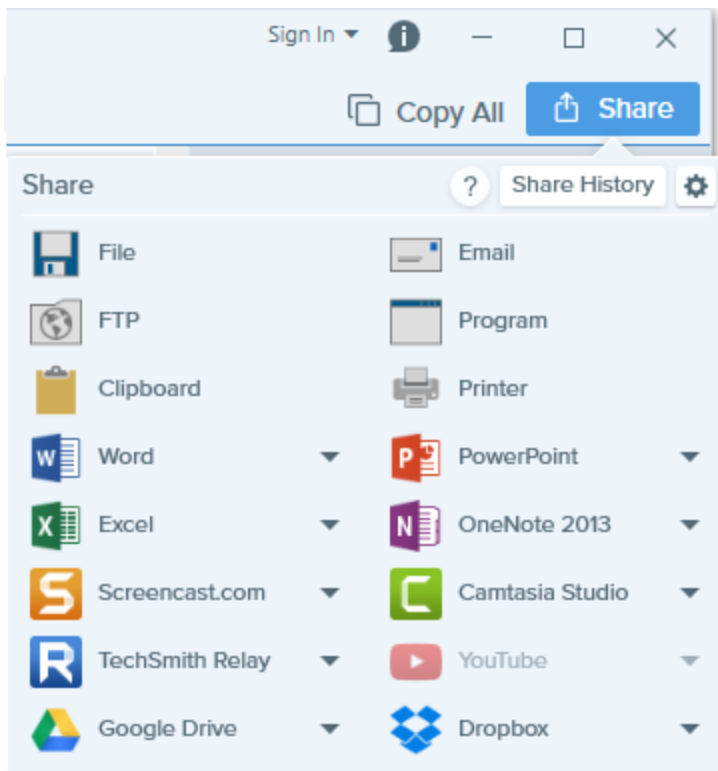 Sign In
Copy All Share
Share ? Share History
File Email
FTP Program
Clipboard Printer
Word PowerPoint
Excel OneNote 2013
Screencast.com Camtasia Studio
TechSmith Relay YouTube
Google Drive Dropbox